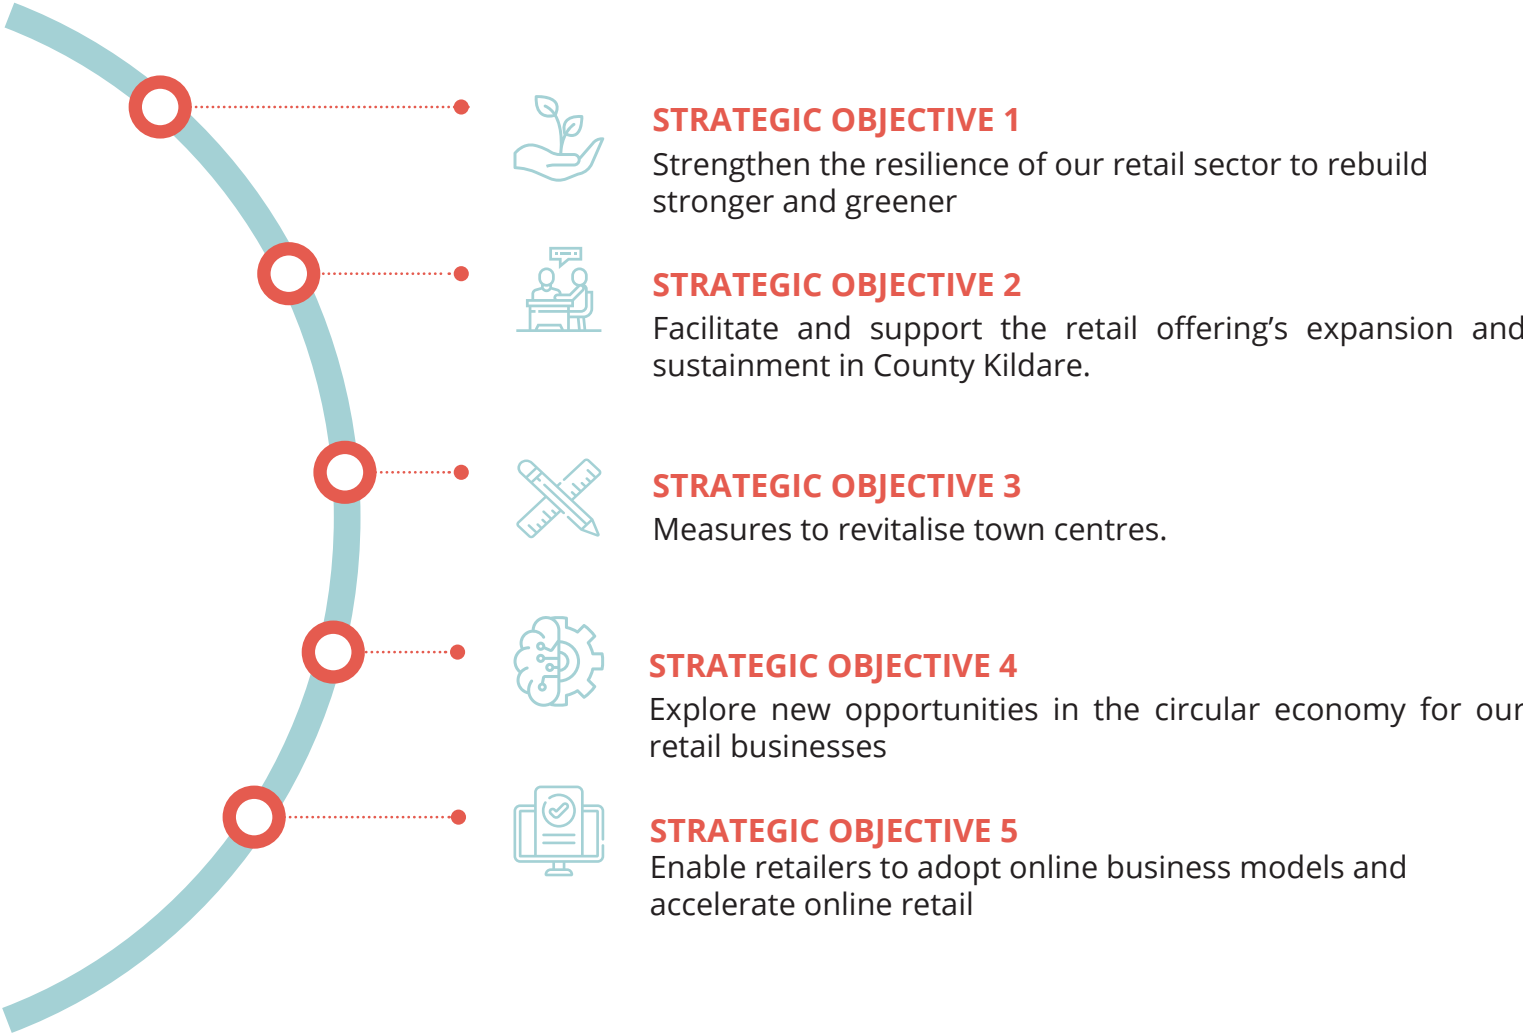 STRATEGIC OBJECTIVE 1
Strengthen the resilience of our retail sector to rebuild
stronger and greener
STRATEGIC OBJECTIVE 2
Facilitate and support the retail offering’s expansion and
sustainment in County Kildare.
STRATEGIC OBJECTIVE 3
Measures to revitalise town centres.
STRATEGIC OBJECTIVE 4
Explore new opportunities in the circular economy for our
retail businesses
STRATEGIC OBJECTIVE 5
Enable retailers to adopt online business models and
accelerate online retail